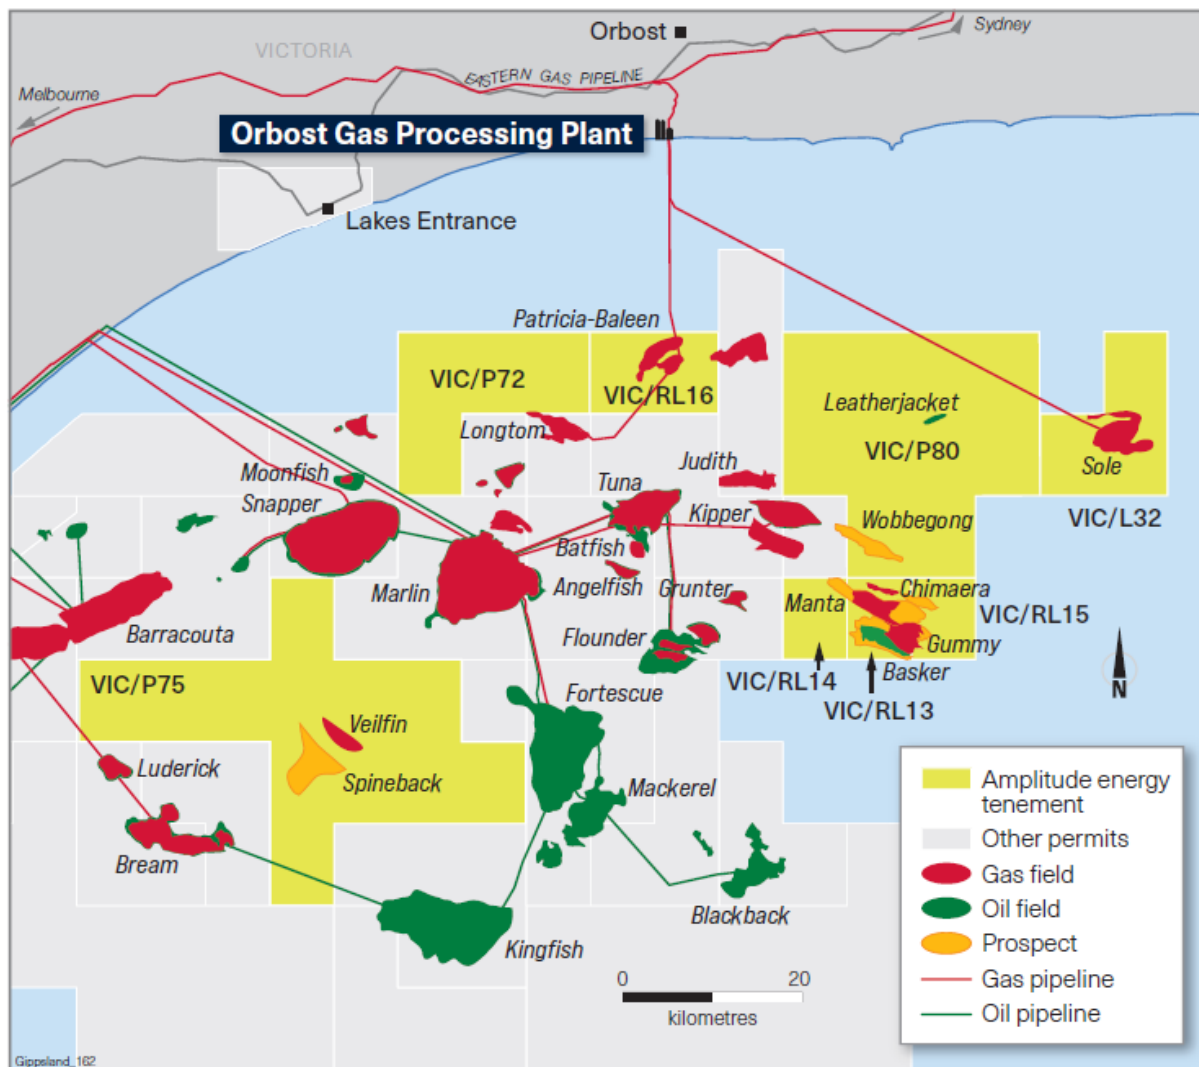 Orbost
Sydney
VICTORIA
EASTERN GAS PIPELINE
Melbourne
Orbost Gas Processing Plant
Lakes Entrance
Patricia-Baleen
VIC/P72
VIC/RL16
Leatherjacket
Longtom
VIC/P80
Judith
Sole
Moonfish
Snapper
Tuna
Kipper
VIC/L32
Wobbegong
Batfish
Marlin
Angelfish
Grunter
Manta
Chimaera
VIC/RL15
Barracouta
Flounder
Gummy
Basker
VIC/P75
VIC/RL14
VIC/RL13
N
Fortescue
Veilfin
Luderick
Spineback
Mackerel
Bream
Blackback
Kingfish
0
20
kilometres
Amplitude energy
tenement
Other permits
Gas field
Oil field
Prospect
Gas pipeline
Oil pipeline
Gippsland_162